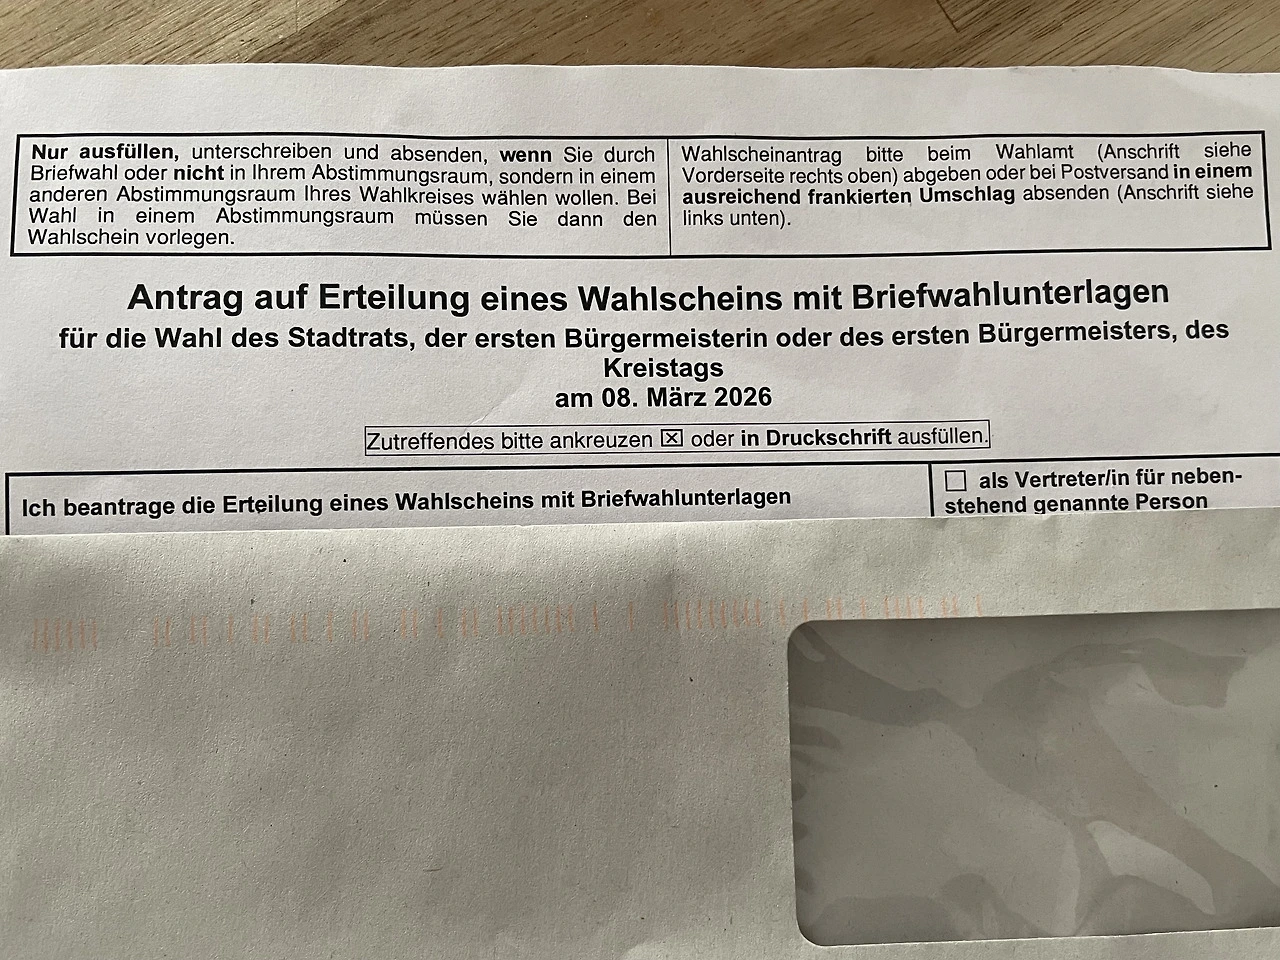 Nur ausfüllen, unterschreiben und absenden, wenn Sie durch
Briefwahl oder nicht in Ihrem Abstimmungsraum, sondern in einem
anderen Abstimmungsraum Ihres Wahlkreises wählen wollen. Bei
Wahl in einem Abstimmungsraum müssen Sie dann den
Wahlschein vorlegen.
Wahlscheinantrag bitte beim Wahlamt (Anschrift siehe
Vorderseite rechts oben) abgeben oder bei Postversand in einem
ausreichend frankierten Umschlag absenden (Anschrift siehe
links unten).
Antrag auf Erteilung eines Wahlscheins mit Briefwahlunterlagen
für die Wahl des Stadtrats, der ersten Bürgermeisterin oder des ersten Bürgermeisters, des
Kreistags
am 08. März 2026
Zutreffendes bitte ankreuzen ☒ oder in Druckschrift ausfüllen.
Ich beantrage die Erteilung eines Wahlscheins mit Briefwahlunterlagen
☐ als Vertreter/in für neben-
stehend genannte Person